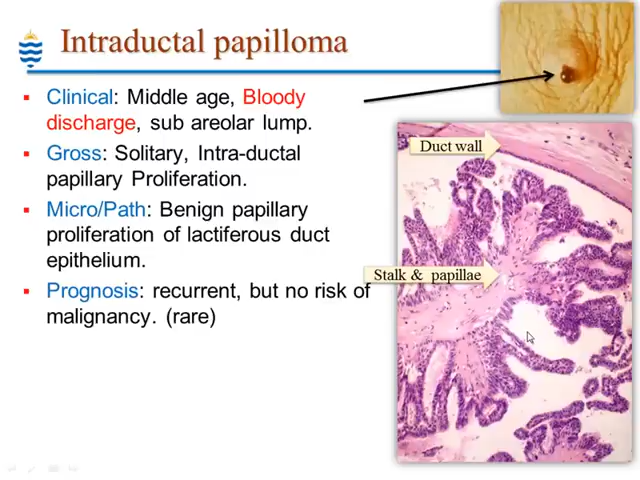 Intraductal papilloma
Clinical: Middle age, Bloody
discharge, sub areolar lump.
Gross: Solitary, Intra-ductal
papillary Proliferation.
Micro/Path: Benign papillary
proliferation of lactiferous duct
epithelium.
Prognosis: recurrent, but no risk of
malignancy. (rare)
Duct wall
Stalk & papillae